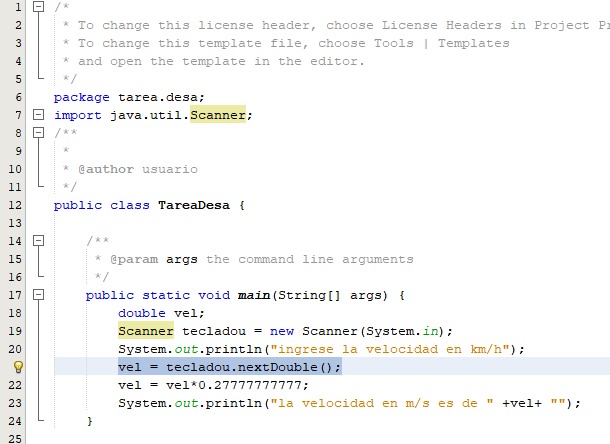 1 /*
2 * To change this license header, choose License Headers in Project
3 * To change this template file, choose Tools | Templates
4 * and open the template in the editor.
5 */
6 package tarea.desa;
7 import java.util.Scanner;
8 /**
9 *
10 * @author usuario
11 */
12 public class TareaDesa {
13
14 /**
15 * @param args the command line arguments
16 */
17 public static void main(String[] args) {
18 double vel;
19 Scanner tecladou = new Scanner(System.in);
20 System.out.println("ingrese la velocidad en km/h");
vel = tecladou.nextDouble();
22 vel = vel*0.27777777777;
23 System.out.println("la velocidad en m/s es de " +vel+ "");
24 }
25